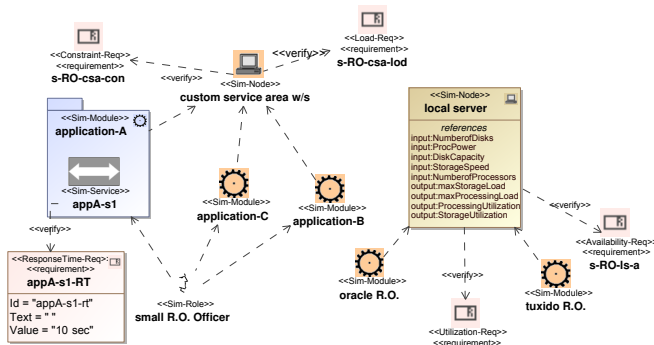 <<Constraint-Req>>
<<requirement>>
s-RO-csa-con
<<Load-Req>>
<<requirement>>
s-RO-csa-lod
<<verify>>
<<verify>>
<<Sim-Node>>
custom service area w/s
<<Sim-Module>>
application-A
<<Sim-Service>>
appA-s1
<<Sim-Module>>
application-C
<<Sim-Module>>
application-B
<<verify>>
<<ResponseTime-Req>>
<<requirement>>
appA-s1-RT
Id = "appA-s1-rt"
Text = " "
Value = "10 sec"
<<Sim-Role>>
small R.O. Officer
<<Sim-Node>>
local server
references
input:NumberofDisks
input:ProcPower
input:DiskCapacity
input:StorageSpeed
input:NumberofProcessors
output:maxStorageLoad
output:maxProcessingLoad
output:ProcessingUtilization
output:StorageUtilization
<<verify>>
<<Availability-Req>>
<<requirement>>
s-RO-ls-a
<<Sim-Module>>
oracle R.O.
<<verify>>
<<Sim-Module>>
tuxido R.O.
<<Utilization-Req>>
<<requirement>>